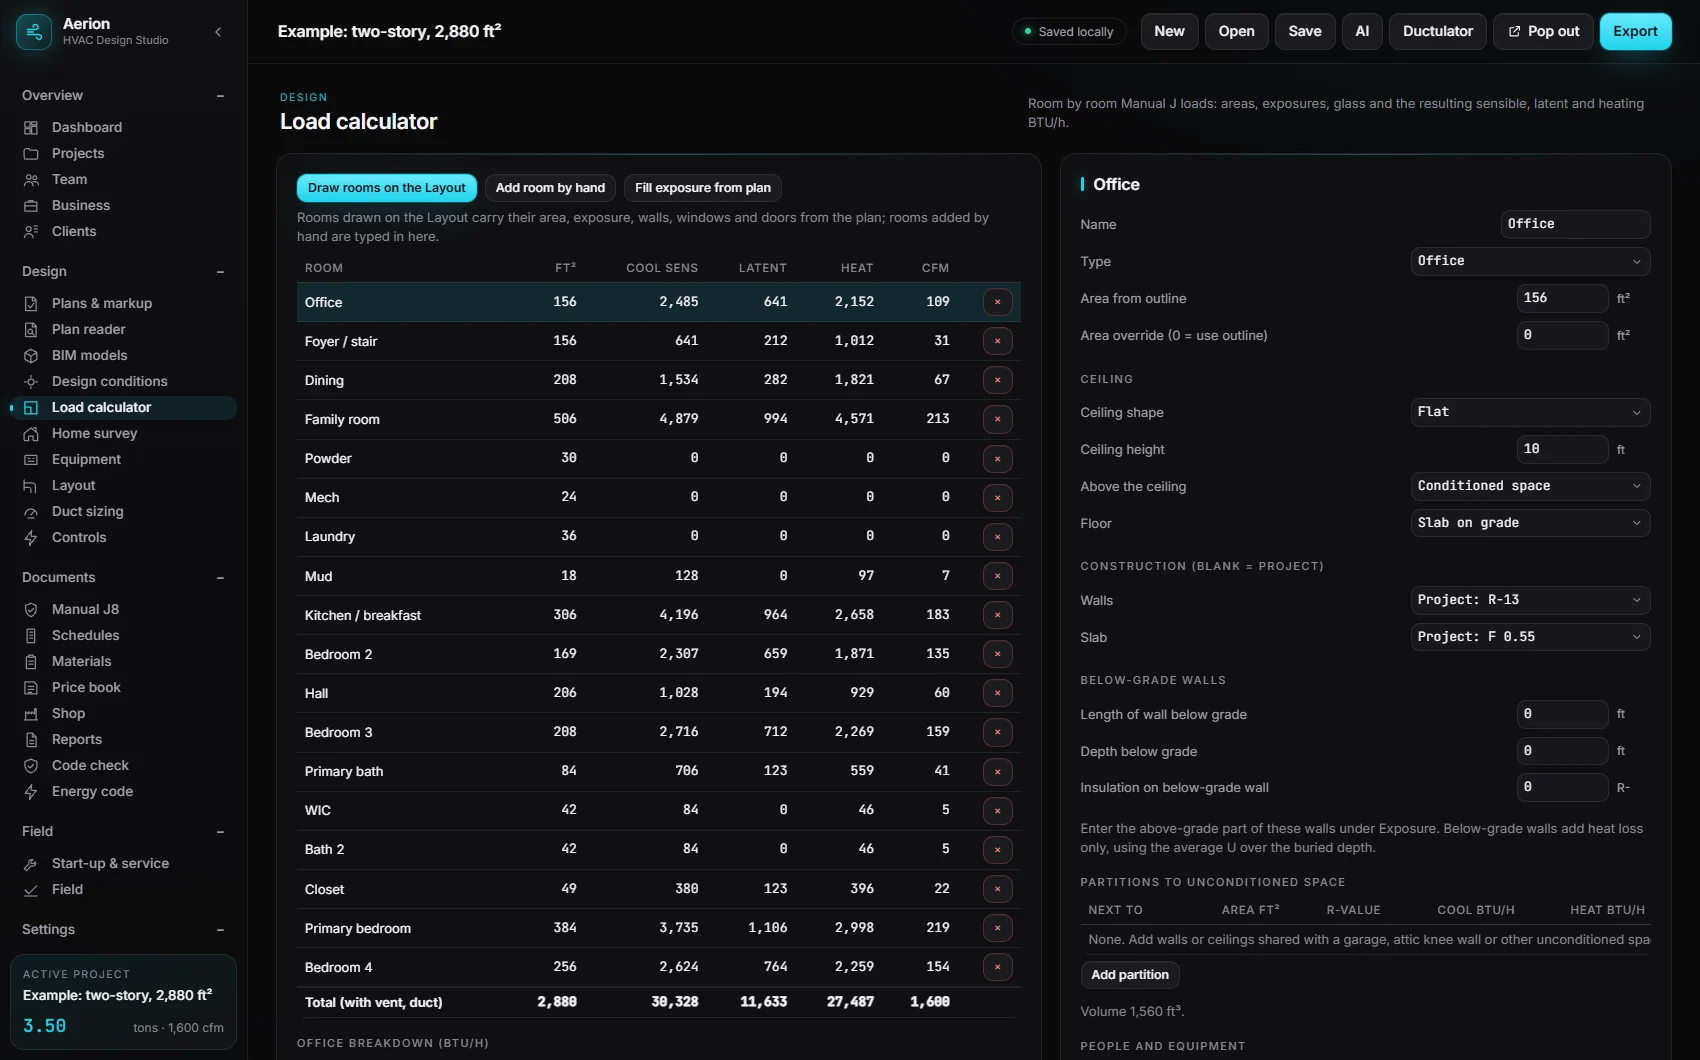 Aerion
HVAC Design Studio
Example: two-story, 2,880 ft²
Saved locally
New
Open
Save
AI
Ductulator
Pop out
Export
Overview
Dashboard
Projects
Team
Business
Clients
Design
Plans & markup
Plan reader
BIM models
Design conditions
Load calculator
Home survey
Equipment
Layout
Duct sizing
Controls
Documents
Manual J8
Schedules
Materials
Price book
Shop
Reports
Code check
Energy code
Field
Start-up & service
Field
Settings
ACTIVE PROJECT
Example: two-story, 2,880 ft²
3.50 tons · 1,600 cfm
DESIGN
Load calculator
Room by room Manual J loads: areas, exposures, glass and the resulting sensible, latent and heating
BTU/h.
Draw rooms on the Layout
Add room by hand
Fill exposure from plan
Rooms drawn on the Layout carry their area, exposure, walls, windows and doors from the plan; rooms added by
hand are typed in here.
ROOM FT² COOL SENS LATENT HEAT CFM
Office 156 2,485 641 2,152 109 ×
Foyer / stair 156 641 212 1,012 31 ×
Dining 208 1,534 282 1,821 67 ×
Family room 506 4,879 994 4,571 213 ×
Powder 30 0 0 0 0 ×
Mech 24 0 0 0 0 ×
Laundry 36 0 0 0 0 ×
Mud 18 128 0 97 7 ×
Kitchen / breakfast 306 4,196 964 2,658 183 ×
Bedroom 2 169 2,307 659 1,871 135 ×
Hall 206 1,028 194 929 60 ×
Bedroom 3 208 2,716 712 2,269 159 ×
Primary bath 84 706 123 559 41 ×
WIC 42 84 0 46 5 ×
Bath 2 42 84 0 46 5 ×
Closet 49 380 123 396 22 ×
Primary bedroom 384 3,735 1,106 2,998 219 ×
Bedroom 4 256 2,624 764 2,259 154 ×
Total (with vent, duct) 2,880 30,328 11,633 27,487 1,600
OFFICE BREAKDOWN (BTU/H)
Office
Name Office
Type Office
Area from outline 156 ft²
Area override (0 = use outline) 0 ft²
CEILING
Ceiling shape Flat
Ceiling height 10 ft
Above the ceiling Conditioned space
Floor Slab on grade
CONSTRUCTION (BLANK = PROJECT)
Walls Project: R-13
Slab Project: F 0.55
BELOW-GRADE WALLS
Length of wall below grade 0 ft
Depth below grade 0 ft
Insulation on below-grade wall 0 R-
Enter the above-grade part of these walls under Exposure. Below-grade walls add heat loss
only, using the average U over the buried depth.
PARTITIONS TO UNCONDITIONED SPACE
NEXT TO AREA FT² R-VALUE COOL BTU/H HEAT BTU/H
None. Add walls or ceilings shared with a garage, attic knee wall or other unconditioned spa
Add partition
Volume 1,560 ft³.
PEOPLE AND EQUIPMENT